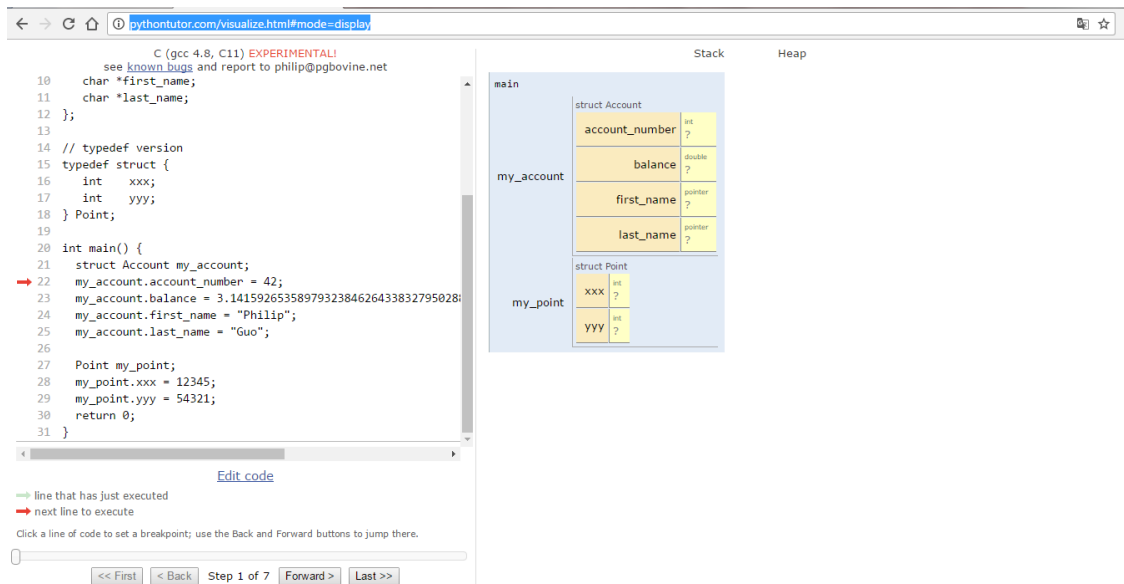 pythontutor.com/visualize.html#mode=display
C (gcc 4.8, C11) EXPERIMENTAL!
see known bugs and report to philip@pgbovine.net
10 char *first_name;
11 char *last_name;
12 };
13
14 // typedef version
15 typedef struct {
16 int xxx;
17 int yyy;
18 } Point;
19
20 int main() {
21 struct Account my_account;
22 my_account.account_number = 42;
23 my_account.balance = 3.14159265358979323846264338327950288
24 my_account.first_name = "Philip";
25 my_account.last_name = "Guo";
26
27 Point my_point;
28 my_point.xxx = 12345;
29 my_point.yyy = 54321;
30 return 0;
31 }
Edit code
line that has just executed
next line to execute
Click a line of code to set a breakpoint; use the Back and Forward buttons to jump there.
<< First < Back Step 1 of 7 Forward > Last >>
Stack Heap
main
my_account
struct Account
account_number int ?
balance double ?
first_name pointer ?
last_name pointer ?
my_point
struct Point
xxx int ?
yyy int ?